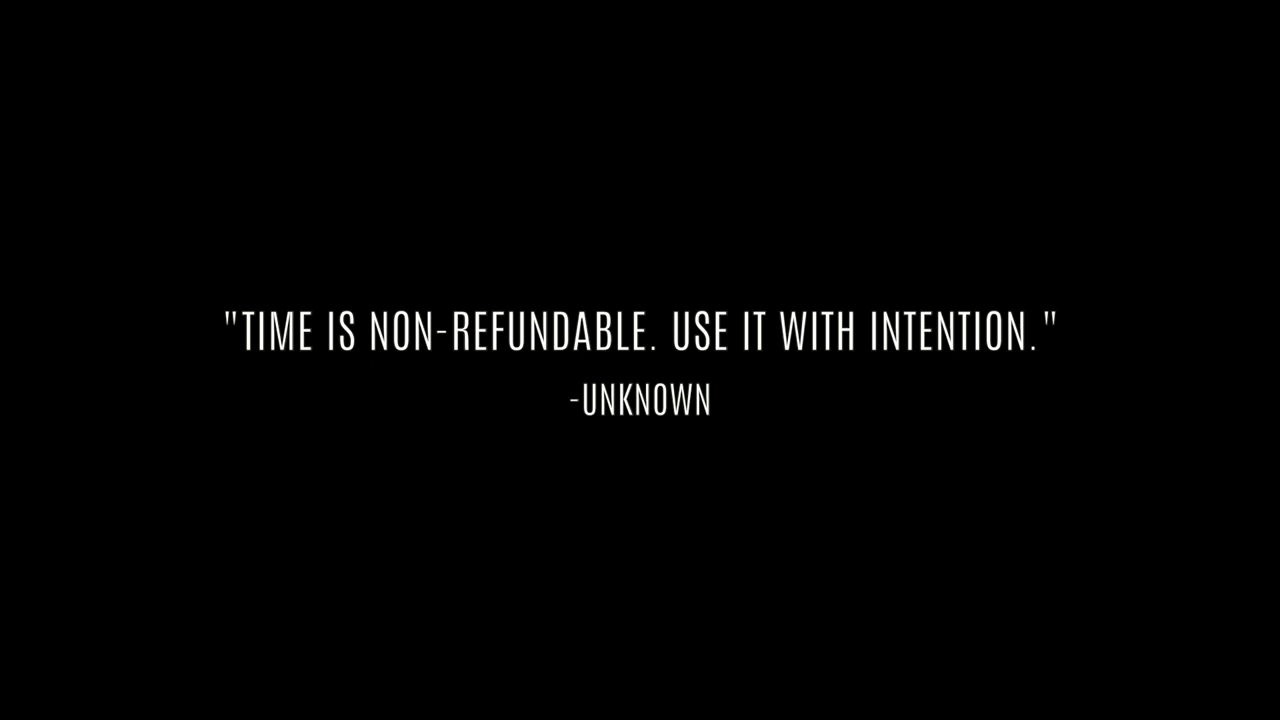 "TIME IS NON-REFUNDABLE. USE IT WITH INTENTION."
-UNKNOWN